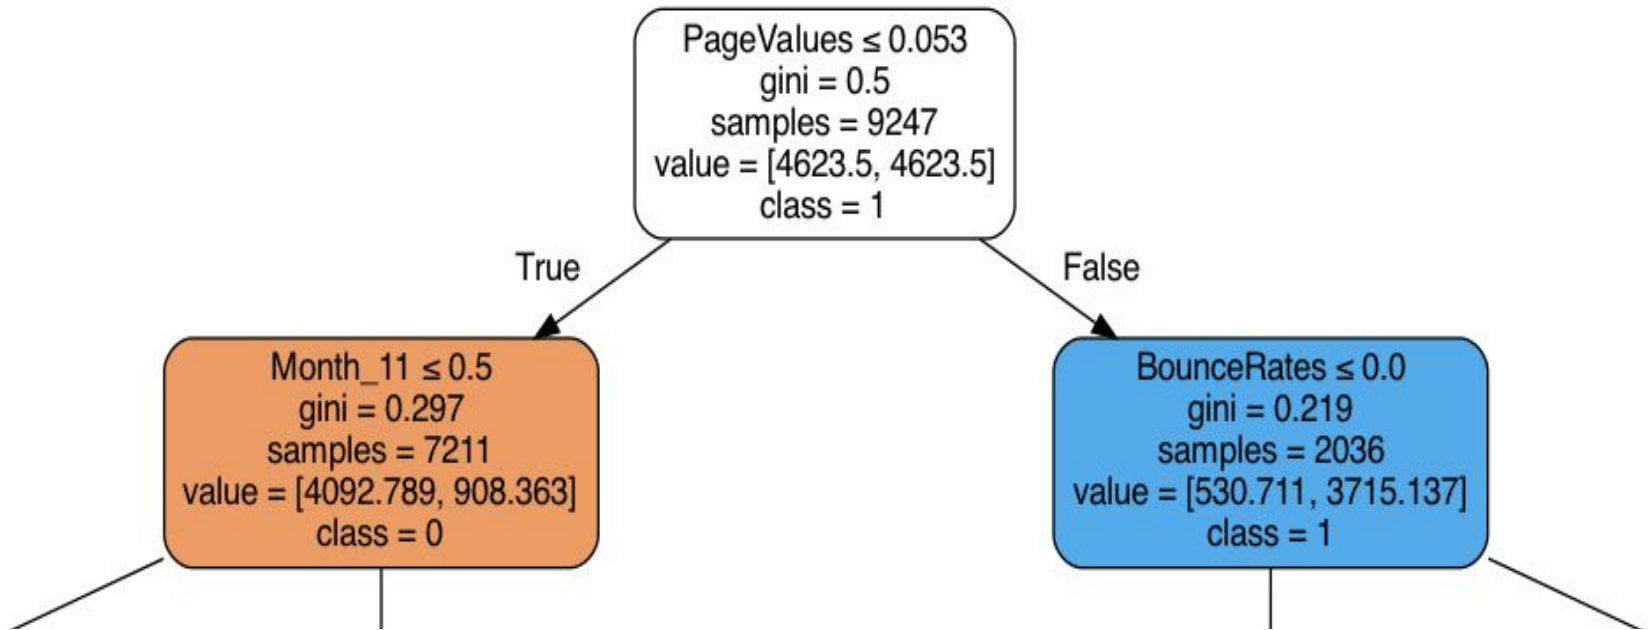 PageValues ≤ 0.053
gini = 0.5
samples = 9247
value = [4623.5, 4623.5]
class = 1
True
False
Month_11 ≤ 0.5
gini = 0.297
samples = 7211
value = [4092.789, 908.363]
class = 0
BounceRates ≤ 0.0
gini = 0.219
samples = 2036
value = [530.711, 3715.137]
class = 1